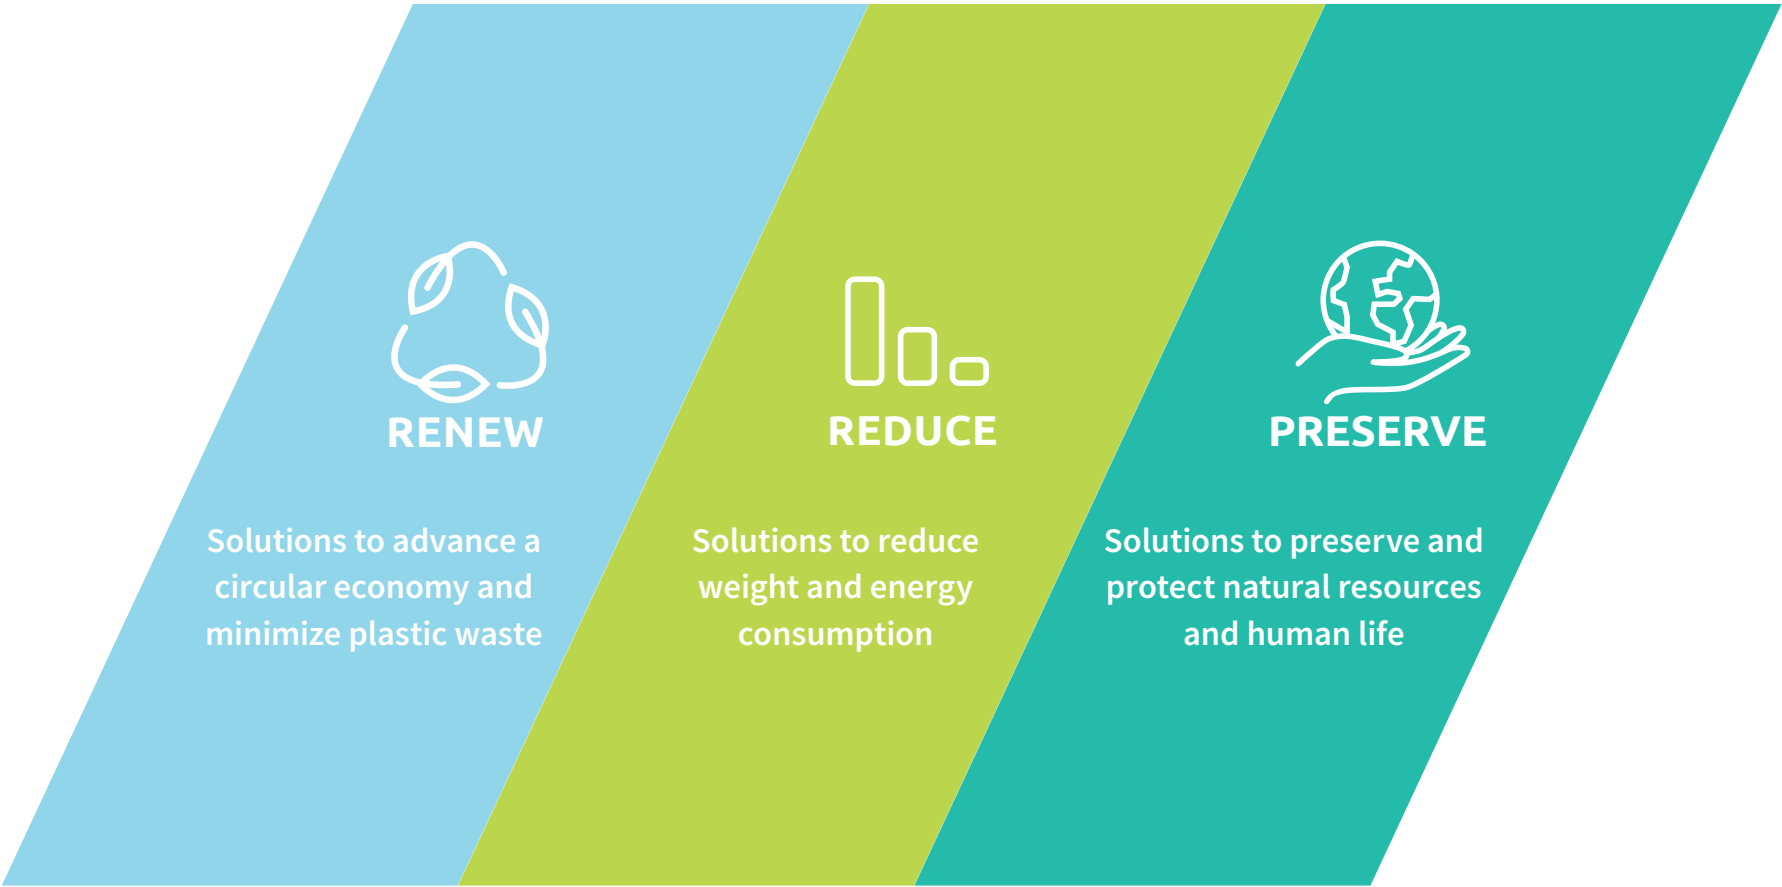 RENEW
Solutions to advance a
circular economy and
minimize plastic waste
REDUCE
Solutions to reduce
weight and energy
consumption
PRESERVE
Solutions to preserve and
protect natural resources
and human life